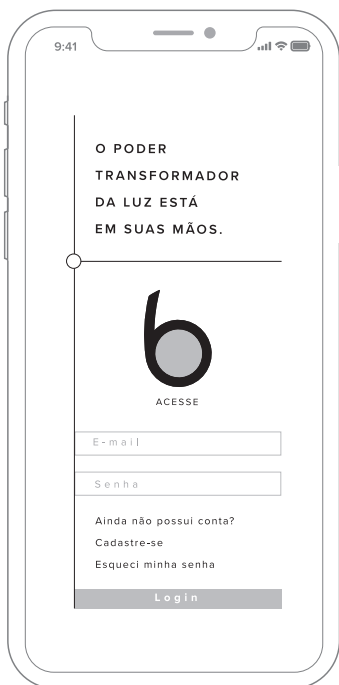 9:41
O PODER
TRANSFORMADOR
DA LUZ ESTÁ
EM SUAS MÃOS.
b
ACESSE
E-mail
Senha
Ainda não possui conta?
Cadastre-se
Esqueci minha senha
Login